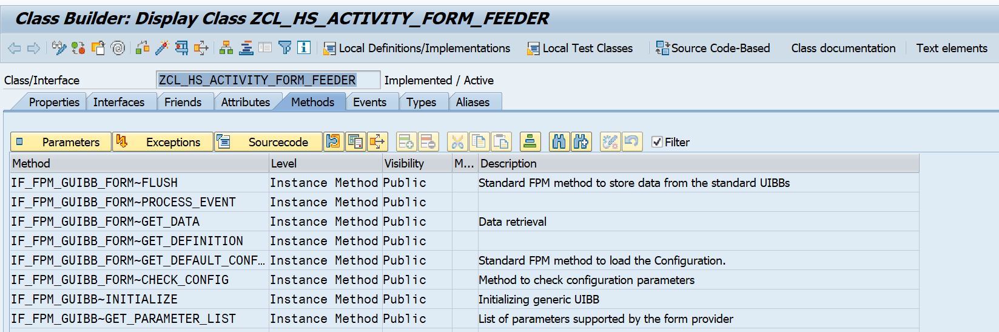 Class Builder: Display Class ZCL_HS_ACTIVITY_FORM_FEEDER
Local Definitions/Implementations Local Test Classes Source Code-Based Class documentation Text elements
Class/Interface ZCL_HS_ACTIVITY_FORM_FEEDER Implemented / Active
Properties Interfaces Friends Attributes Methods Events Types Aliases
Parameters Exceptions Sourcecode Filter
Method Level Visibility M... Description
IF_FPM_GUIBB_FORM~FLUSH Instance Method Public Standard FPM method to store data from the standard UIBBs
IF_FPM_GUIBB_FORM~PROCESS_EVENT Instance Method Public
IF_FPM_GUIBB_FORM~GET_DATA Instance Method Public Data retrieval
IF_FPM_GUIBB_FORM~GET_DEFINITION Instance Method Public
IF_FPM_GUIBB_FORM~GET_DEFAULT_CONF... Instance Method Public Standard FPM method to load the Configuration.
IF_FPM_GUIBB_FORM~CHECK_CONFIG Instance Method Public Method to check configuration parameters
IF_FPM_GUIBB~INITIALIZE Instance Method Public Initializing generic UIBB
IF_FPM_GUIBB~GET_PARAMETER_LIST Instance Method Public List of parameters supported by the form provider